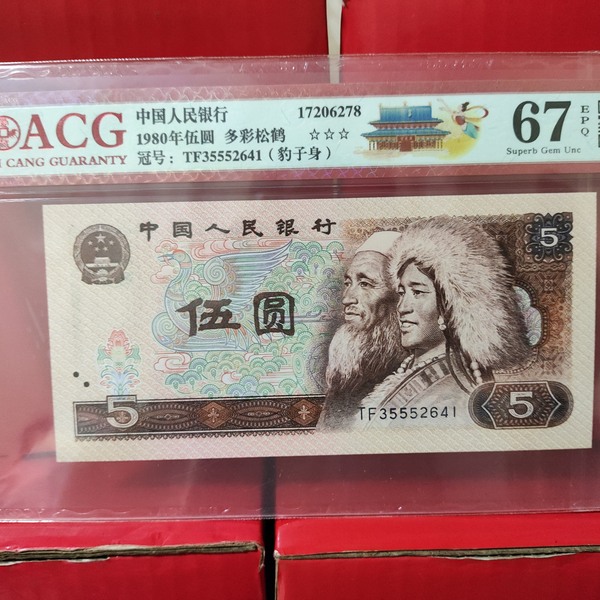 ACG
CANG GUARANTY
中国人民银行
1980年伍圆 多彩松鹤
冠号：TF35552641（豹子身）
17206278
☆☆☆
67
EPQ
Superb Gem Unc
中国人民银行
5
伍圆
5
TF35552641
5